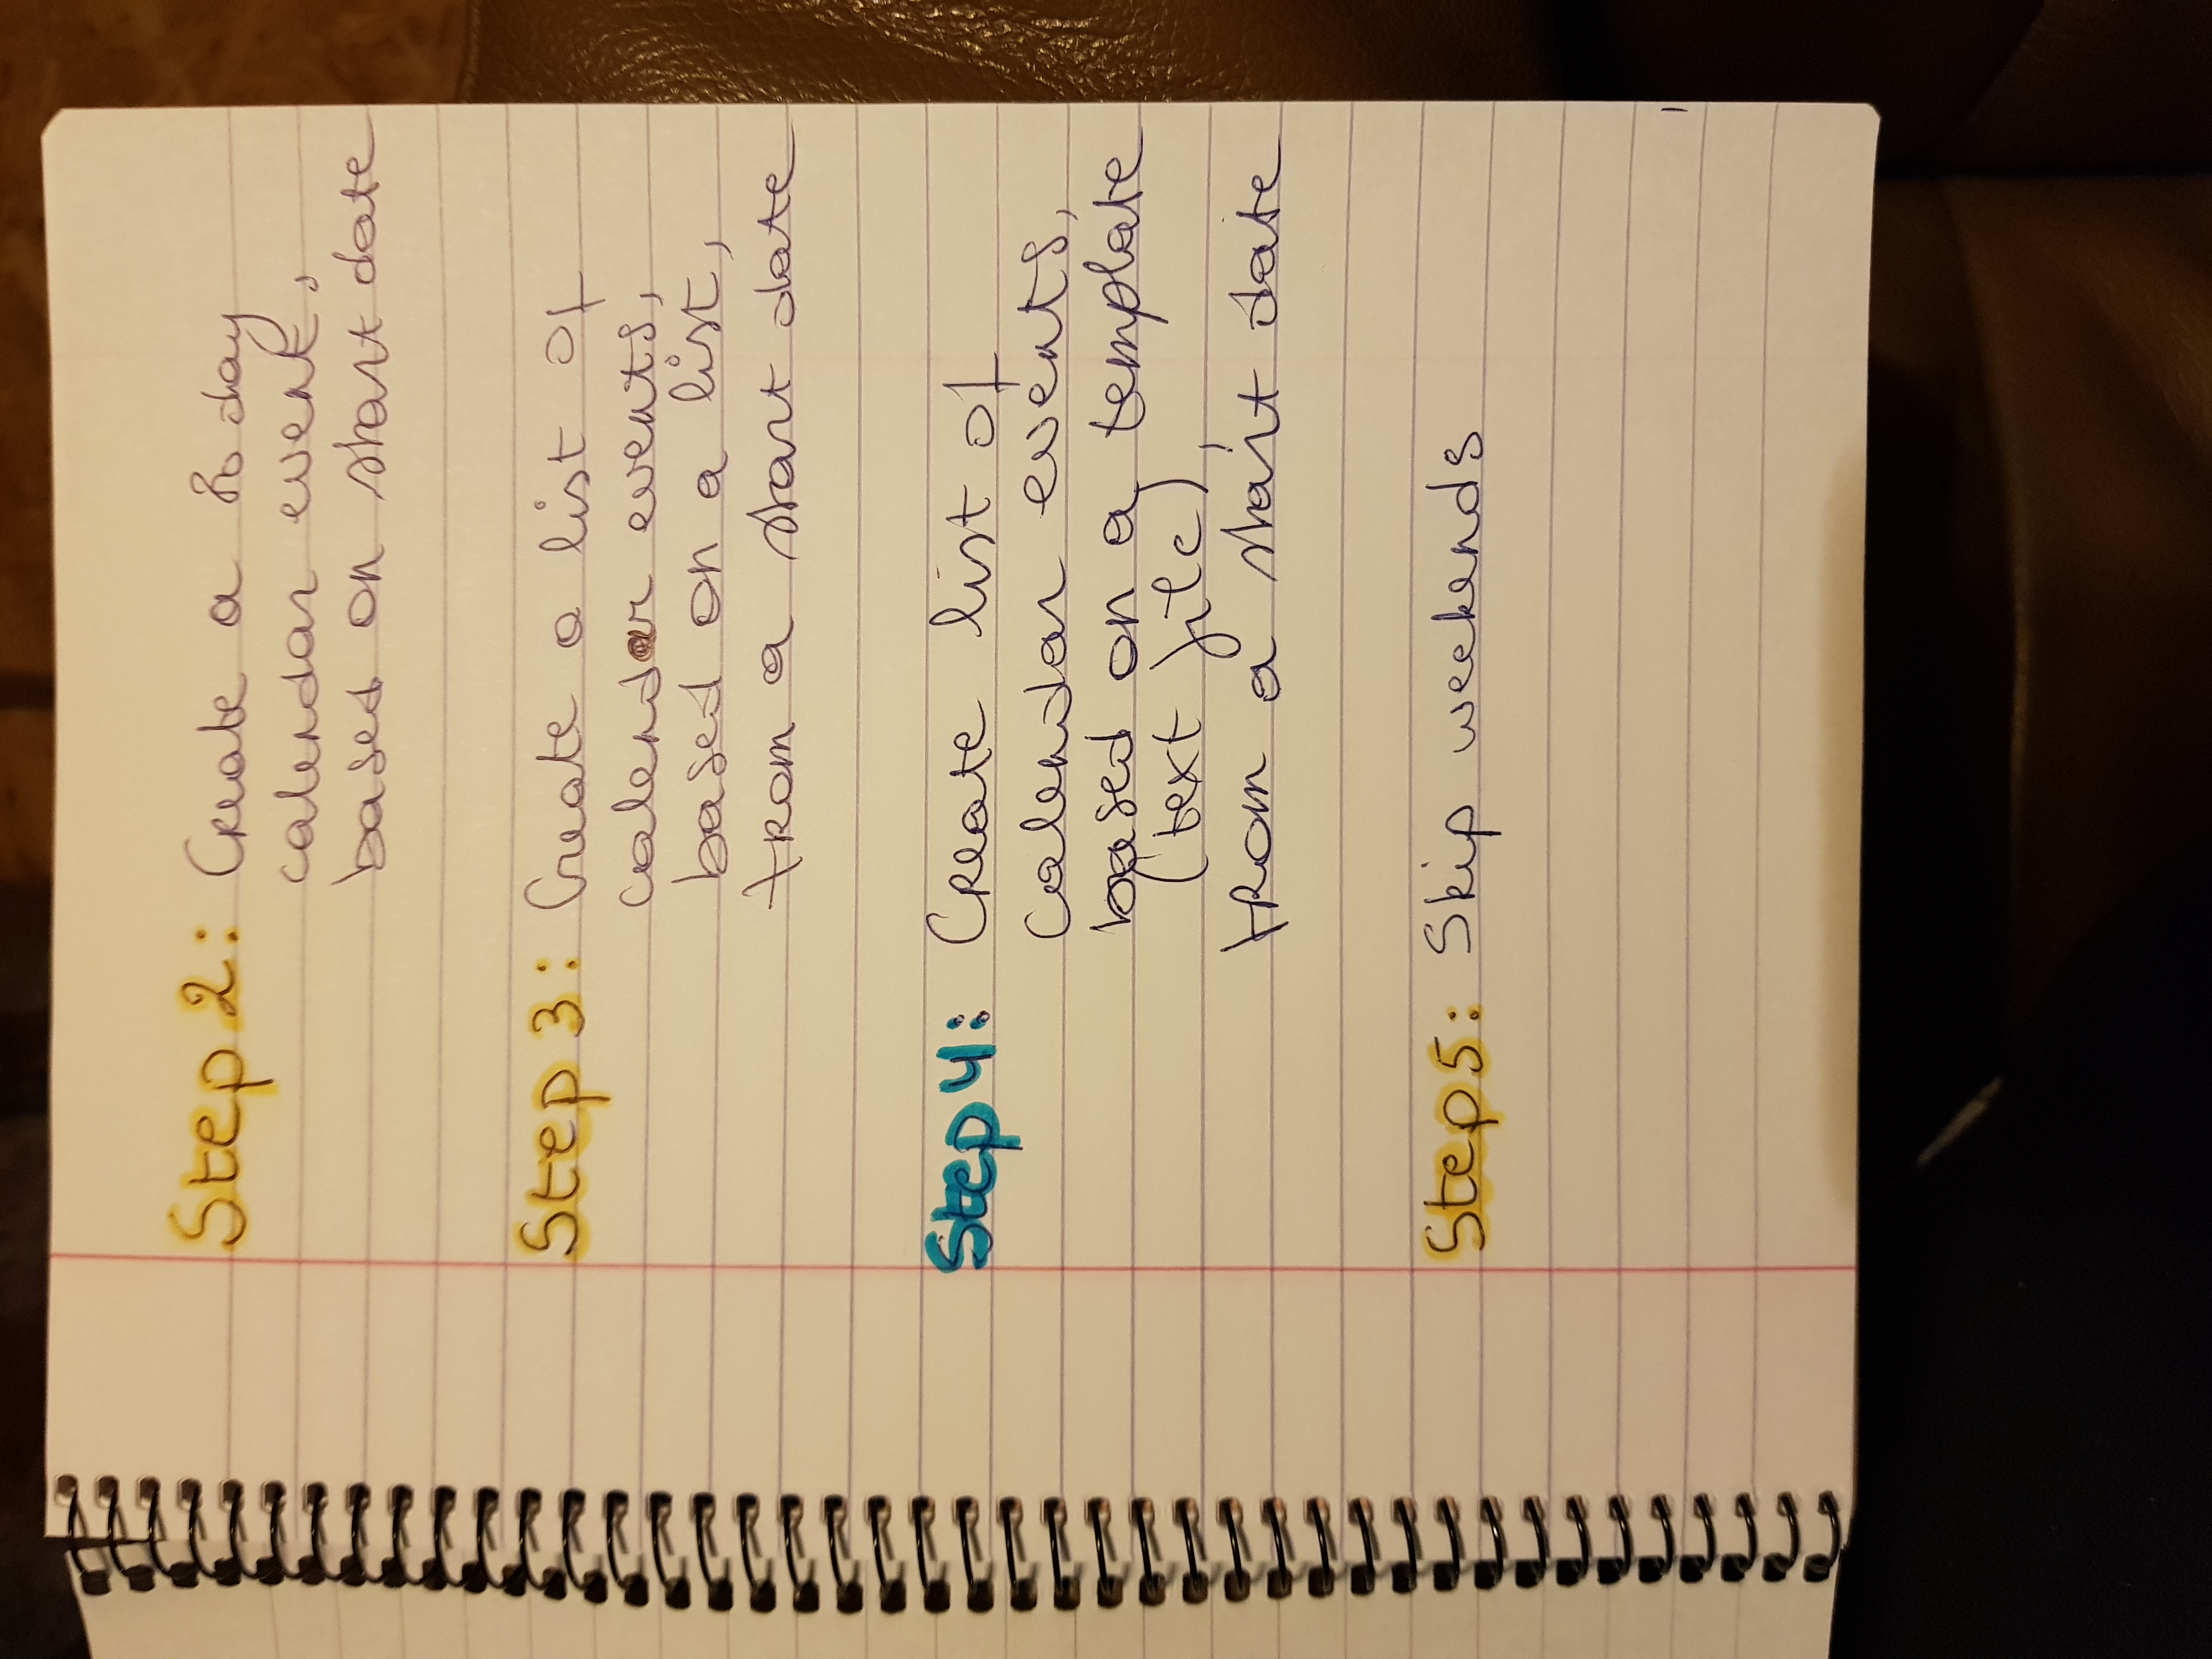 Step 2: Create a day
calendar event,
based on start date
Step 3: Create a list of
calendar events,
based on a list,
from a start date
Step 4: Create list of
calendar events,
based on a template
(text file),
from a start date
Step 5: Skip weekends